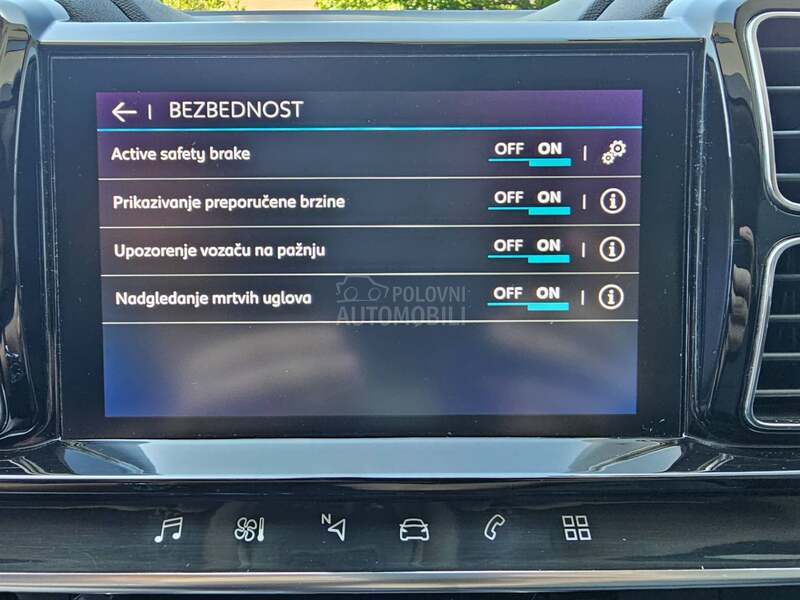 ← | BEZBEDNOST
Active safety brake OFF ON |
Prikazivanje preporučene brzine OFF ON | i
Upozorenje vozaču na pažnju OFF ON | i
Nadgledanje mrtvih uglova OFF ON | i
POLOVNI
AUTOMOBILI
N